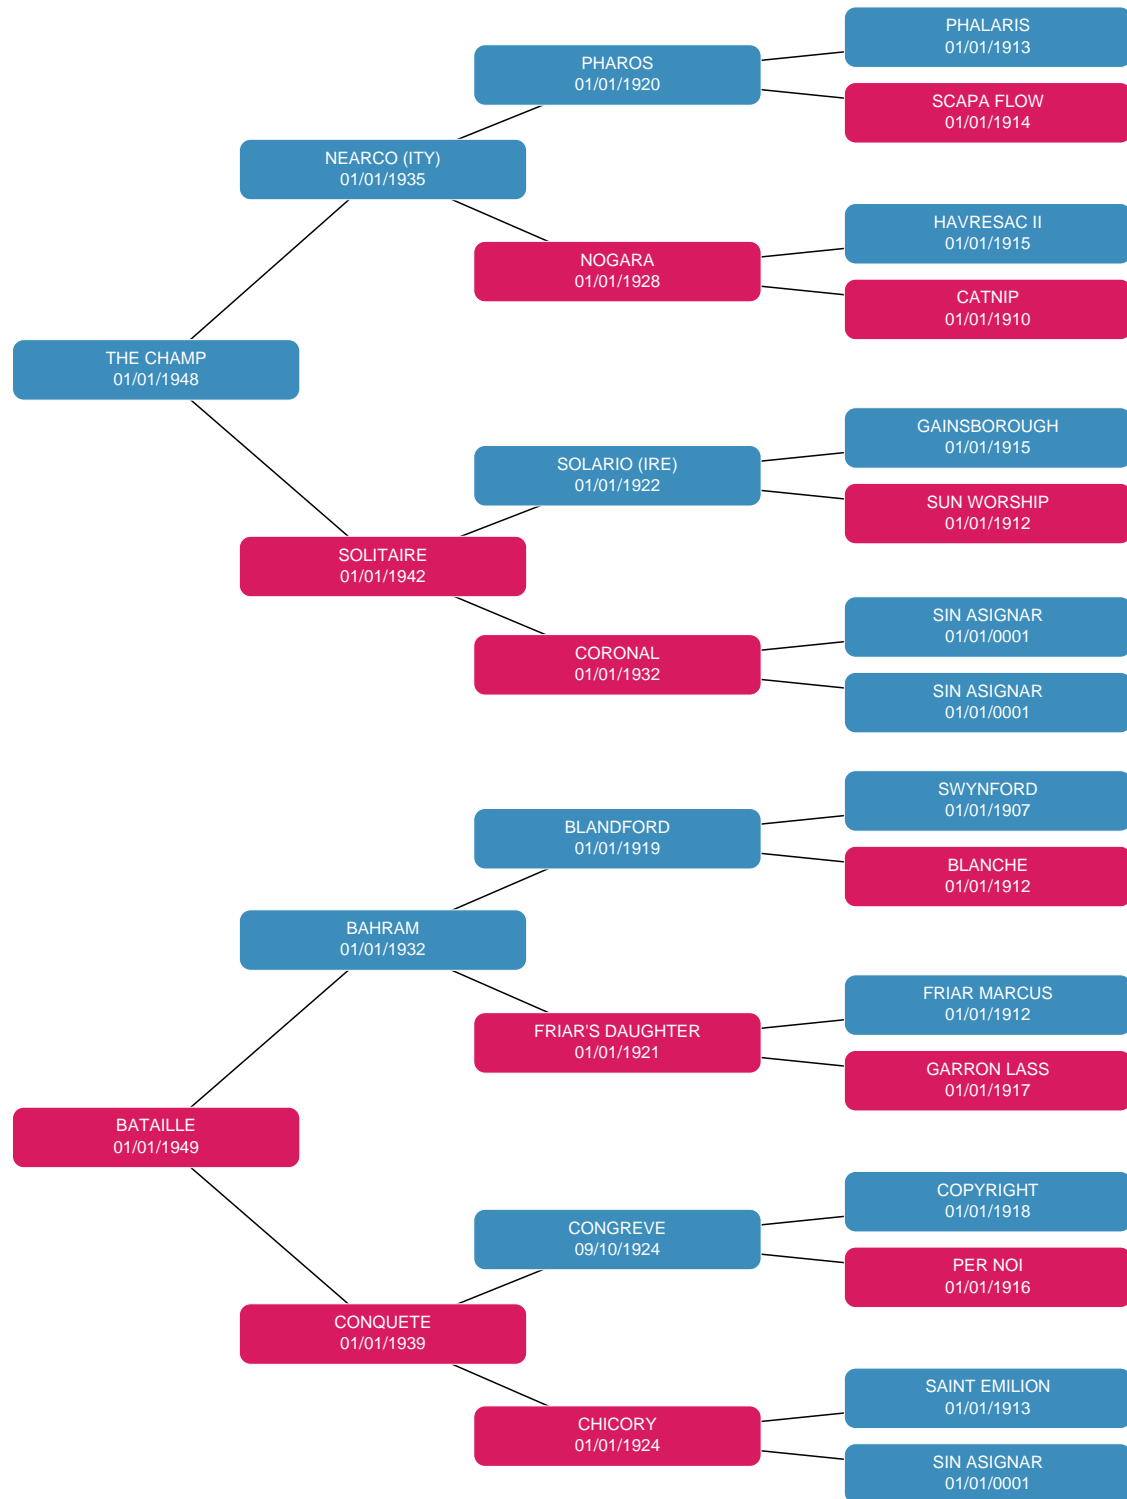 PHALARIS
01/01/1913
PHAROS
01/01/1920
SCAPA FLOW
01/01/1914
NEARCO (ITY)
01/01/1935
HAVRESAC II
01/01/1915
NOGARA
01/01/1928
CATNIP
01/01/1910
THE CHAMP
01/01/1948
GAINSBOROUGH
01/01/1915
SOLARIO (IRE)
01/01/1922
SUN WORSHIP
01/01/1912
SOLITAIRE
01/01/1942
SIN ASIGNAR
01/01/0001
CORONAL
01/01/1932
SIN ASIGNAR
01/01/0001
SWYNFORD
01/01/1907
BLANDFORD
01/01/1919
BLANCHE
01/01/1912
BAHRAM
01/01/1932
FRIAR MARCUS
01/01/1912
FRIAR'S DAUGHTER
01/01/1921
GARRON LASS
01/01/1917
BATAILLE
01/01/1949
COPYRIGHT
01/01/1918
CONGREVE
09/10/1924
PER NOI
01/01/1916
CONQUETE
01/01/1939
SAINT EMILION
01/01/1913
CHICORY
01/01/1924
SIN ASIGNAR
01/01/0001